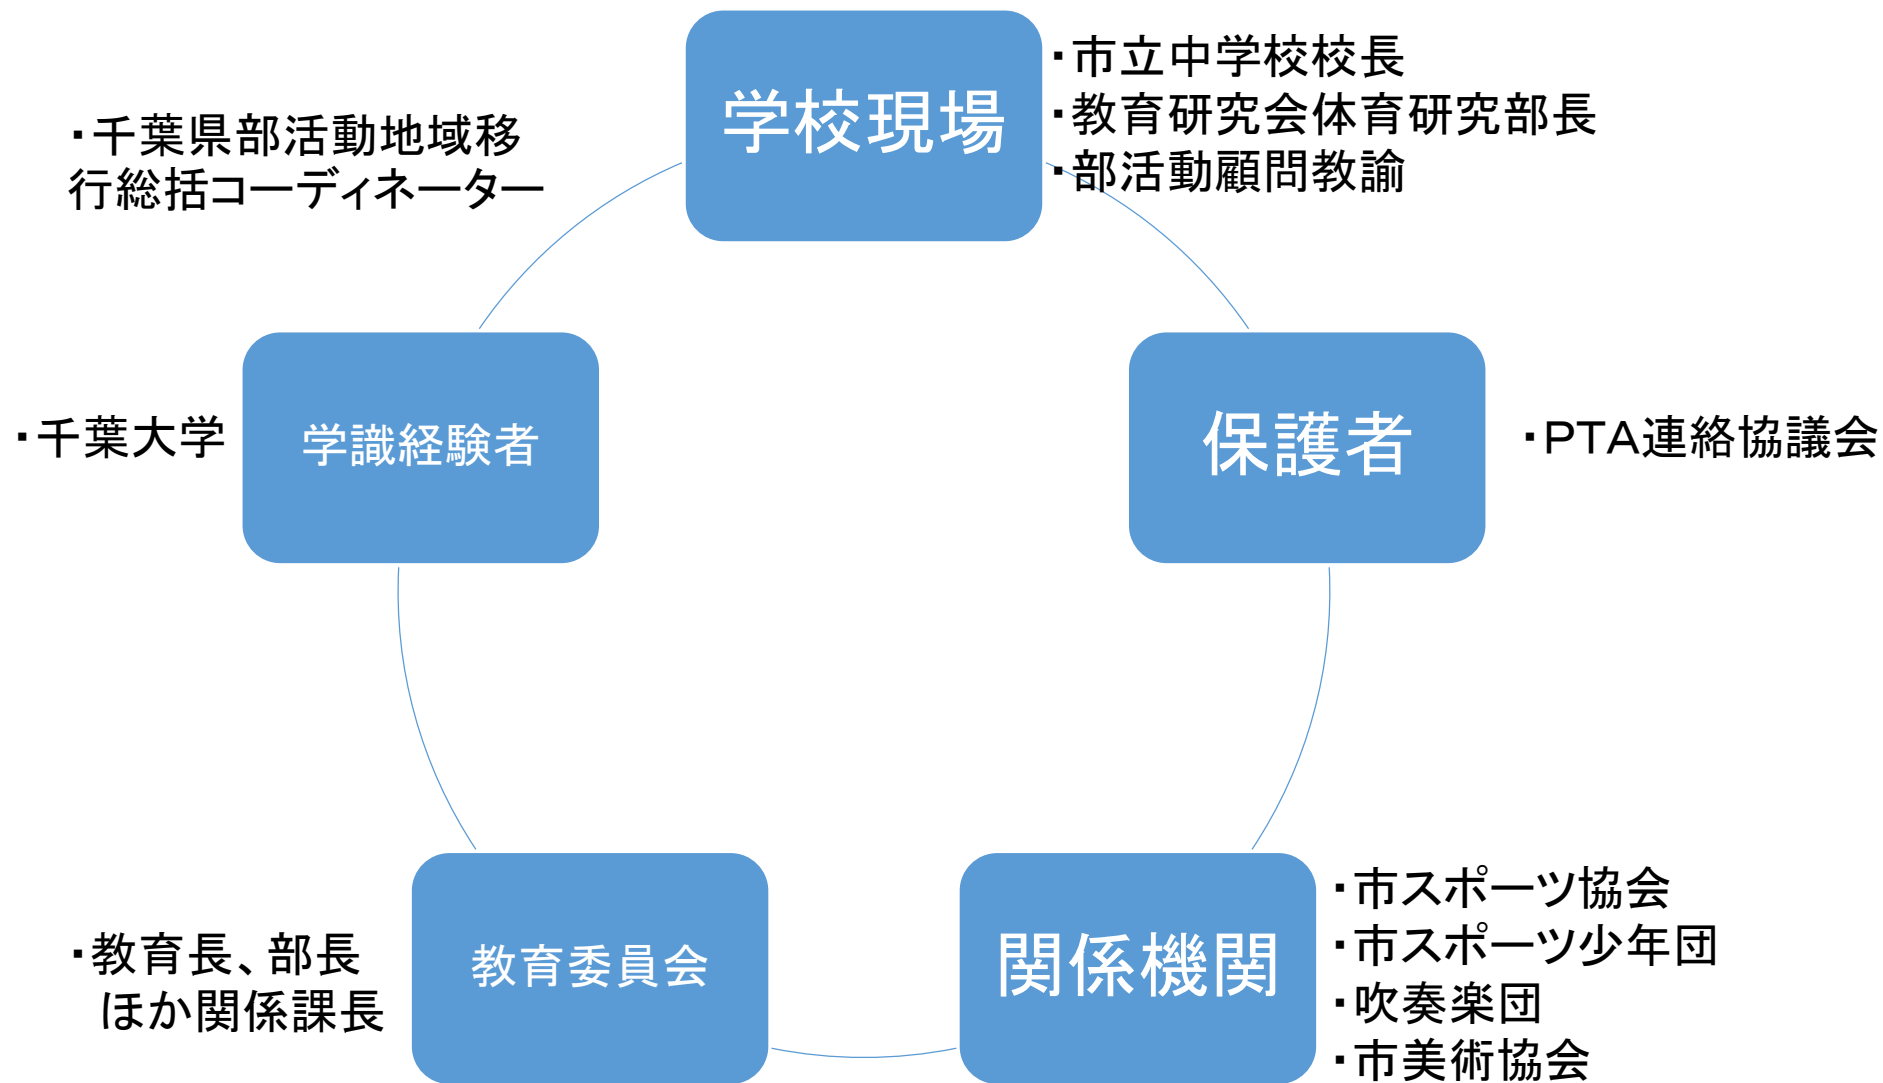 学校現場
・市立中学校校長
・教育研究会体育研究部長
・部活動顧問教諭
・千葉県部活動地域移
行総括コーディネーター
学識経験者
・千葉大学
保護者
・PTA連絡協議会
教育委員会
・教育長、部長
ほか関係課長
関係機関
・市スポーツ協会
・市スポーツ少年団
・吹奏楽団
・市美術協会